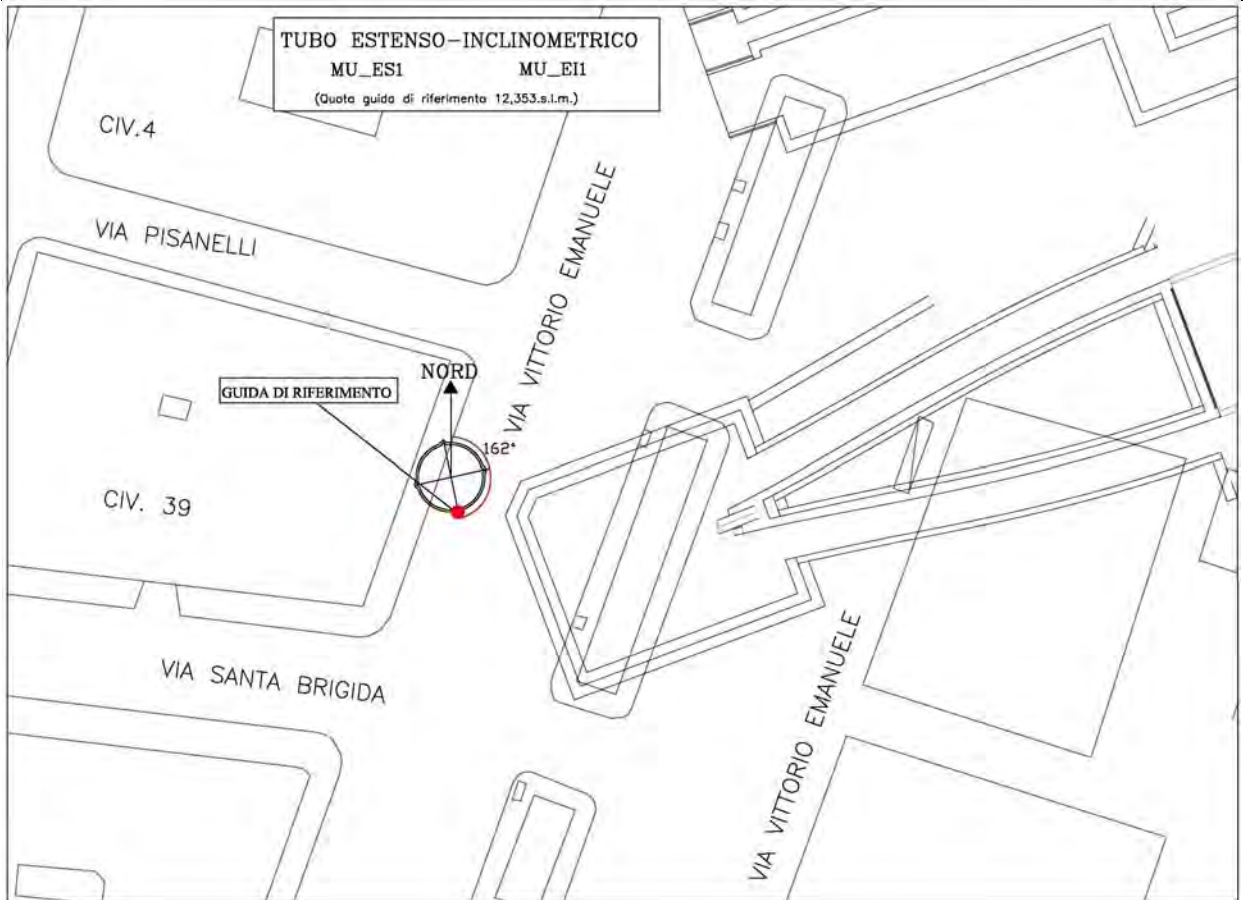 TUBO ESTENSO-INCLINOMETRICO
MU_ES1 MU_EI1
(Quota guida di riferimento 12,353.s.l.m.)
CIV.4
VIA PISANELLI
VIA VITTORIO EMANUELE
NORD
GUIDA DI RIFERIMENTO
162°
CIV. 39
VIA SANTA BRIGIDA
VIA VITTORIO EMANUELE